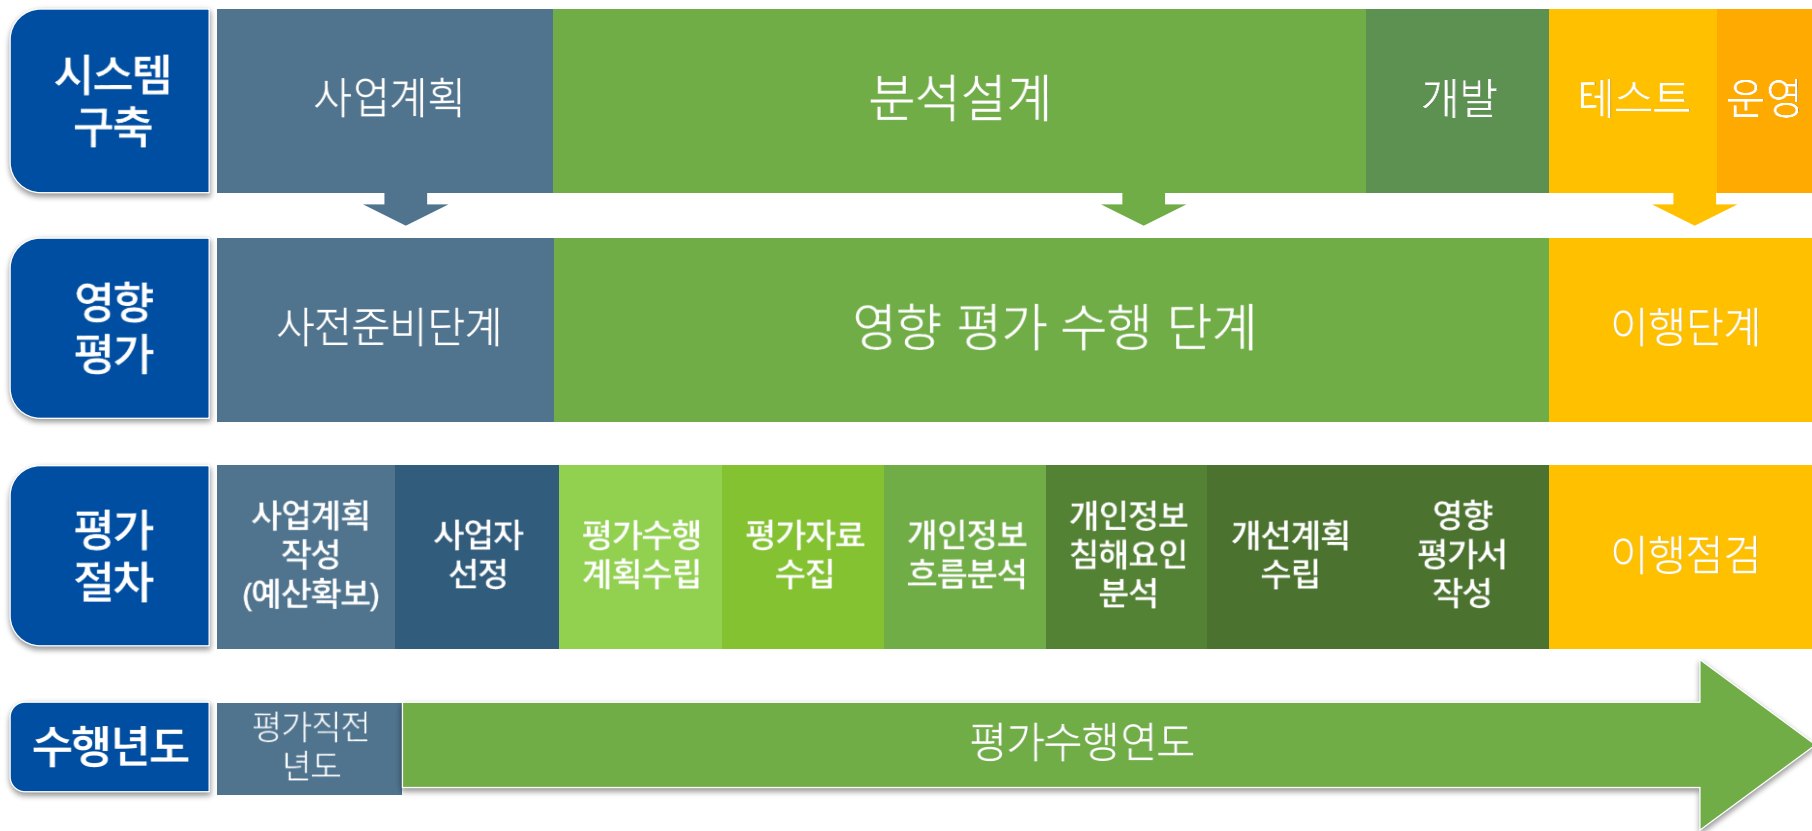 시스템
구축
사업계획
분석설계
개발
테스트
운영
영향
평가
사전준비단계
영향 평가 수행 단계
이행단계
평가
절차
사업계획
작성
(예산확보)
사업자
선정
평가수행
계획수립
평가자료
수집
개인정보
흐름분석
개인정보
침해요인
분석
개선계획
수립
영향
평가서
작성
이행점검
수행년도
평가직전
년도
평가수행연도